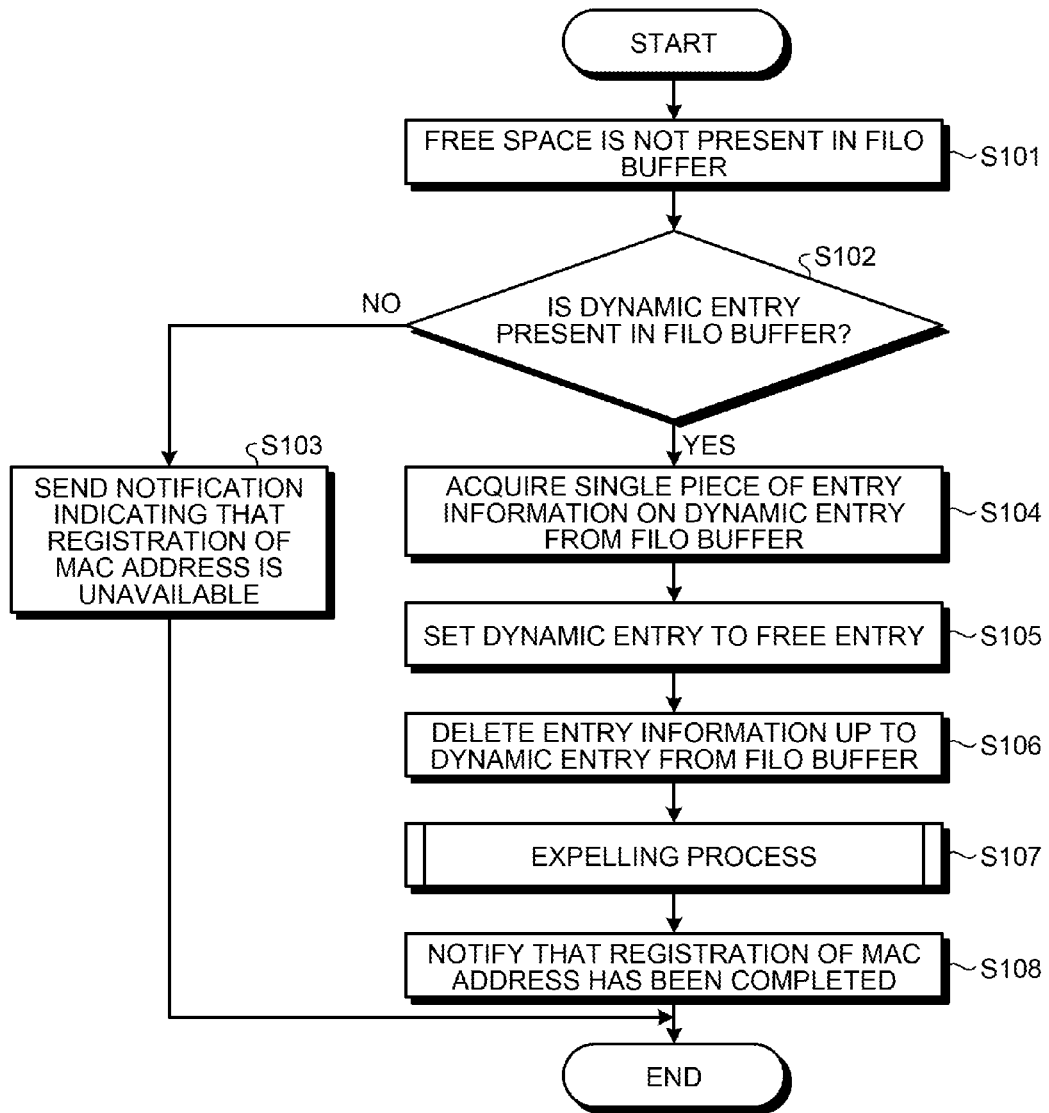 START
FREE SPACE IS NOT PRESENT IN FILO
BUFFER
S101
S102
IS DYNAMIC ENTRY
PRESENT IN FILO BUFFER?
NO
YES
S103
SEND NOTIFICATION
INDICATING THAT
REGISTRATION OF
MAC ADDRESS IS
UNAVAILABLE
ACQUIRE SINGLE PIECE OF ENTRY
INFORMATION ON DYNAMIC ENTRY
FROM FILO BUFFER
S104
SET DYNAMIC ENTRY TO FREE ENTRY
S105
DELETE ENTRY INFORMATION UP TO
DYNAMIC ENTRY FROM FILO BUFFER
S106
EXPELLING PROCESS
S107
NOTIFY THAT REGISTRATION OF MAC
ADDRESS HAS BEEN COMPLETED
S108
END